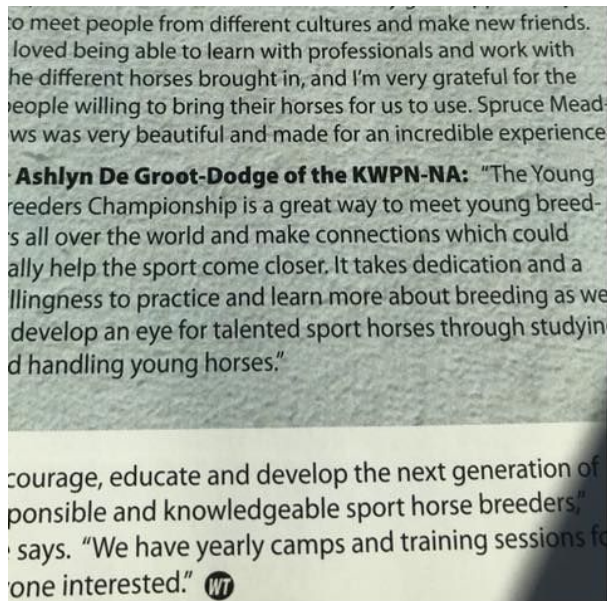 o meet people from different cultures and make new friends.
loved being able to learn with professionals and work with
he different horses brought in, and I'm very grateful for the
eople willing to bring their horses for us to use. Spruce Mead-
ws was very beautiful and made for an incredible experience
Ashlyn De Groot-Dodge of the KWPN-NA: "The Young
reeders Championship is a great way to meet young breed-
s all over the world and make connections which could
ally help the sport come closer. It takes dedication and a
llingness to practice and learn more about breeding as we
develop an eye for talented sport horses through studyin
d handling young horses."
courage, educate and develop the next generation of
ponsible and knowledgeable sport horse breeders,"
says. "We have yearly camps and training sessions fo
one interested." WT